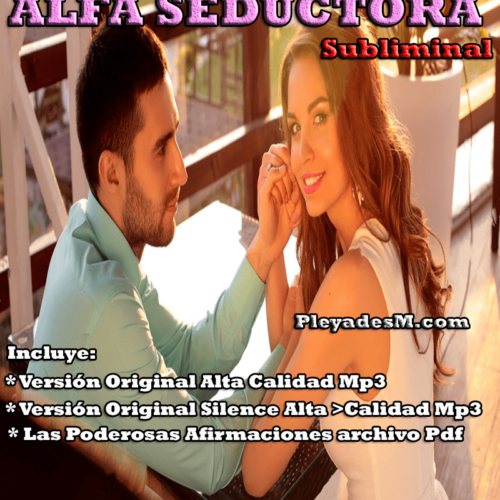 ALFA SEDUCTORA
Subliminal
PleyadesM.com
Incluye:
* Versión Original Alta Calidad Mp3
* Versión Original Silence Alta >Calidad Mp3
* Las Poderosas Afirmaciones archivo Pdf